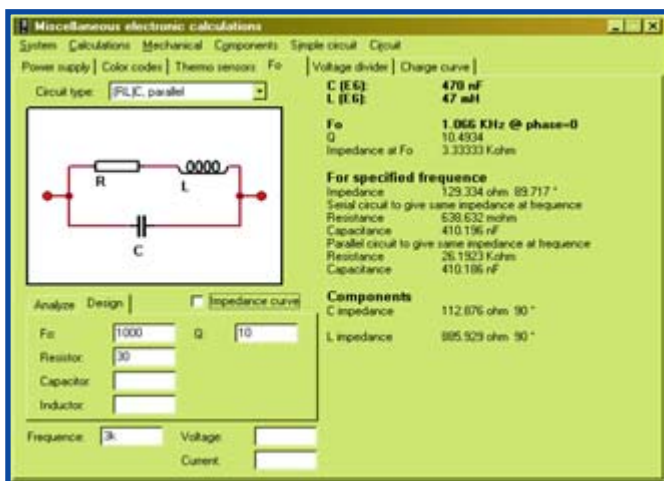 Miscellaneous electronic calculations
System Calculations Mechanical Components Simple circuit Circuit
Power supply Color codes Thermo sensors Fo Voltage divider Charge curve
Circuit type: (RL)C, parallel
R
L
C
C (E6): 470 nF
L (E6): 47 mH
Fo 1.066 KHz @ phase=0
Q 10.4934
Impedance at Fo 3.33333 Kohm
For specified frequency
Impedance 129.334 ohm 89.717 °
Serial circuit to give same impedance at frequence
Resistance 638.632 mohm
Capacitance 410.196 nF
Parallel circuit to give same impedance at frequence
Resistance 26.1923 Kohm
Capacitance 410.186 nF
Components
C impedance 112.876 ohm 90 °
L impedance 885.929 ohm 90 °
Analyze Design Impedance curve
Fo: 1000 Q: 10
Resistor: 30
Capacitor:
Inductor:
Frequence: 3k Voltage:
Current: